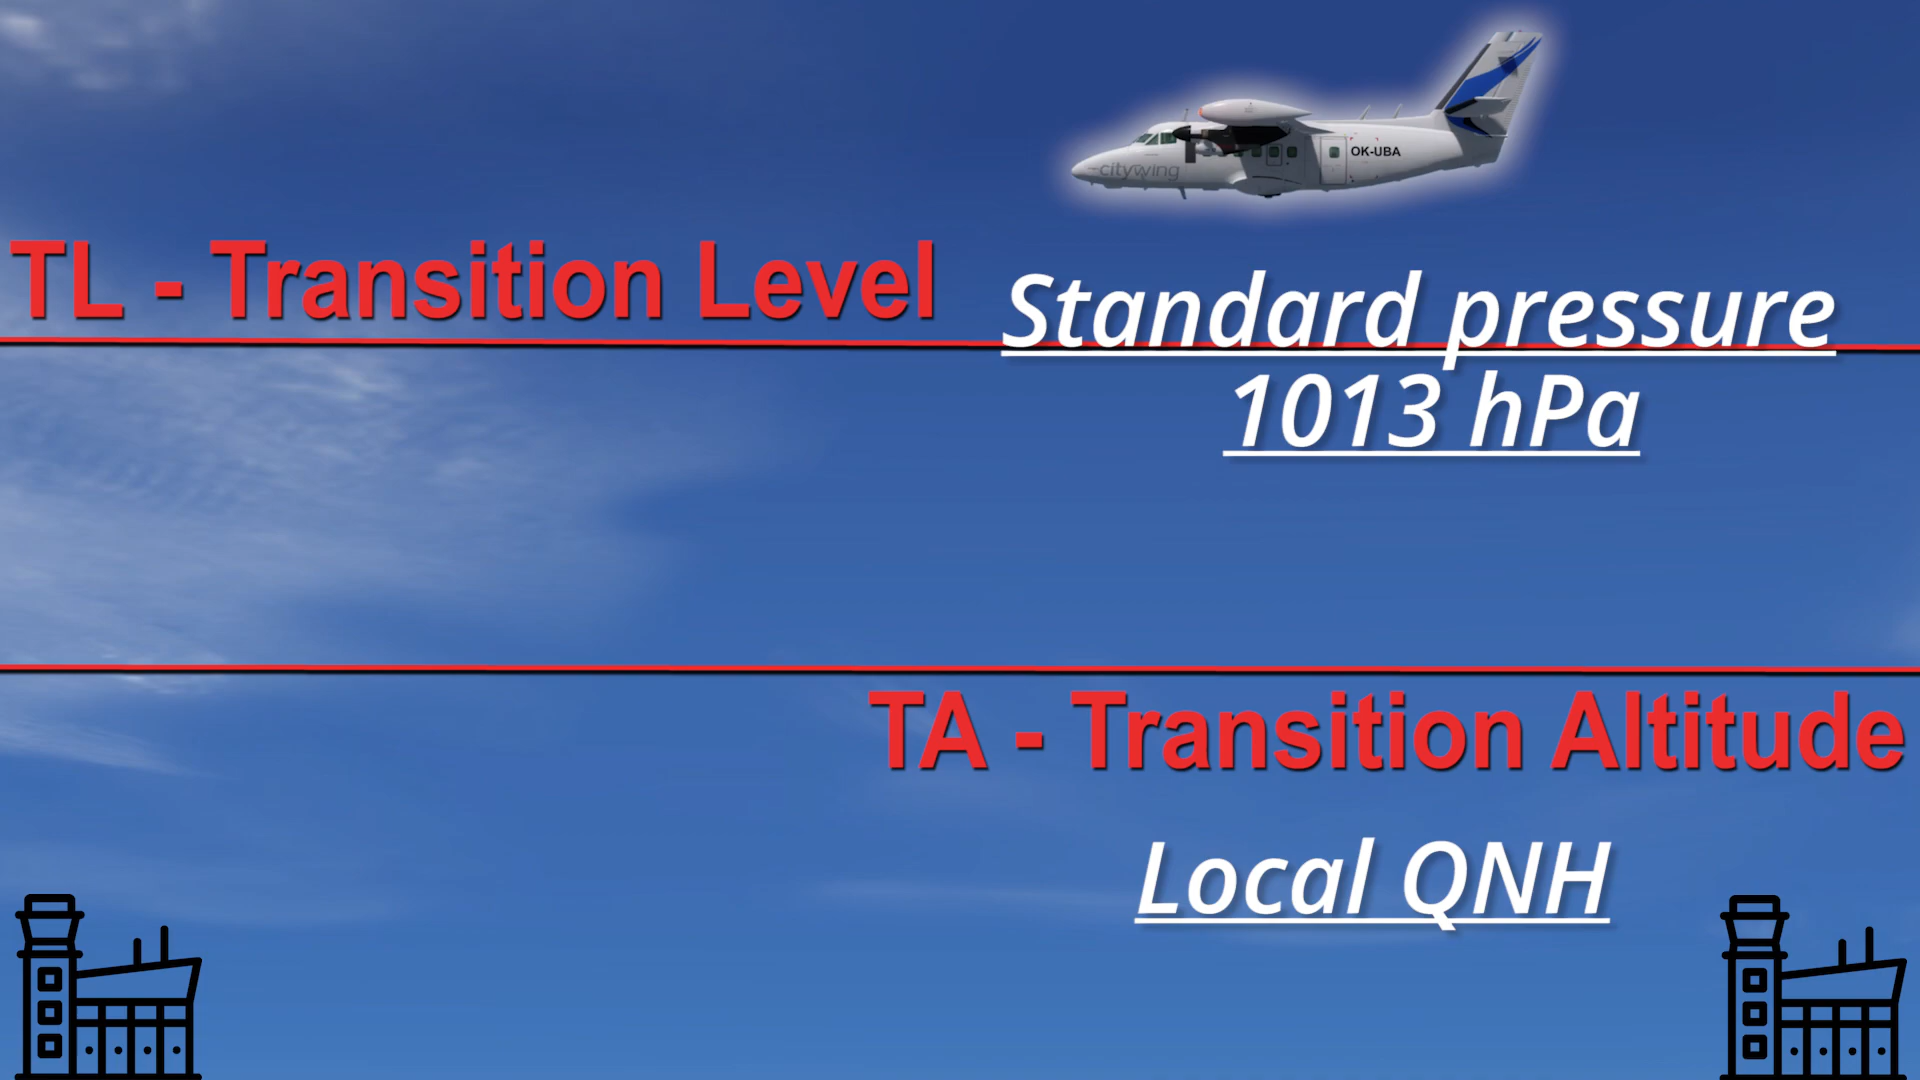 OK-UBA
citywing
TL - Transition Level
Standard pressure
1013 hPa
TA - Transition Altitude
Local QNH